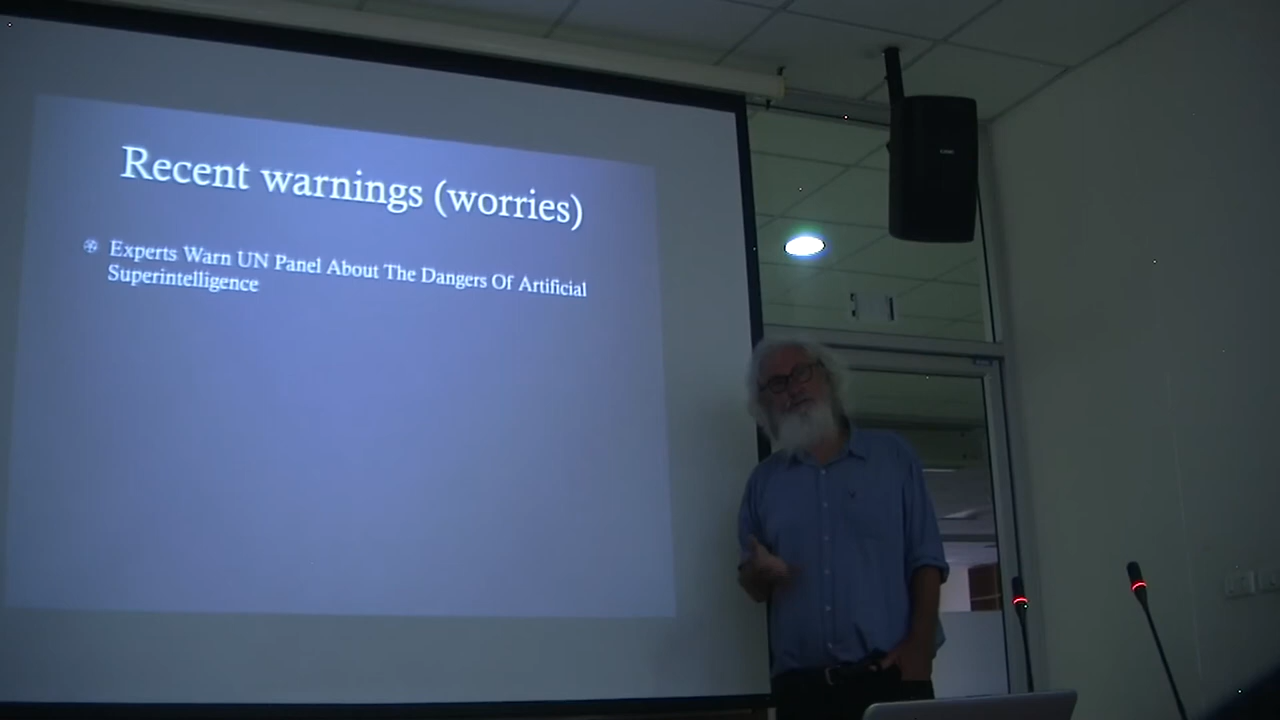 Recent warnings (worries)
Experts Warn UN Panel About The Dangers Of Artificial
Superintelligence